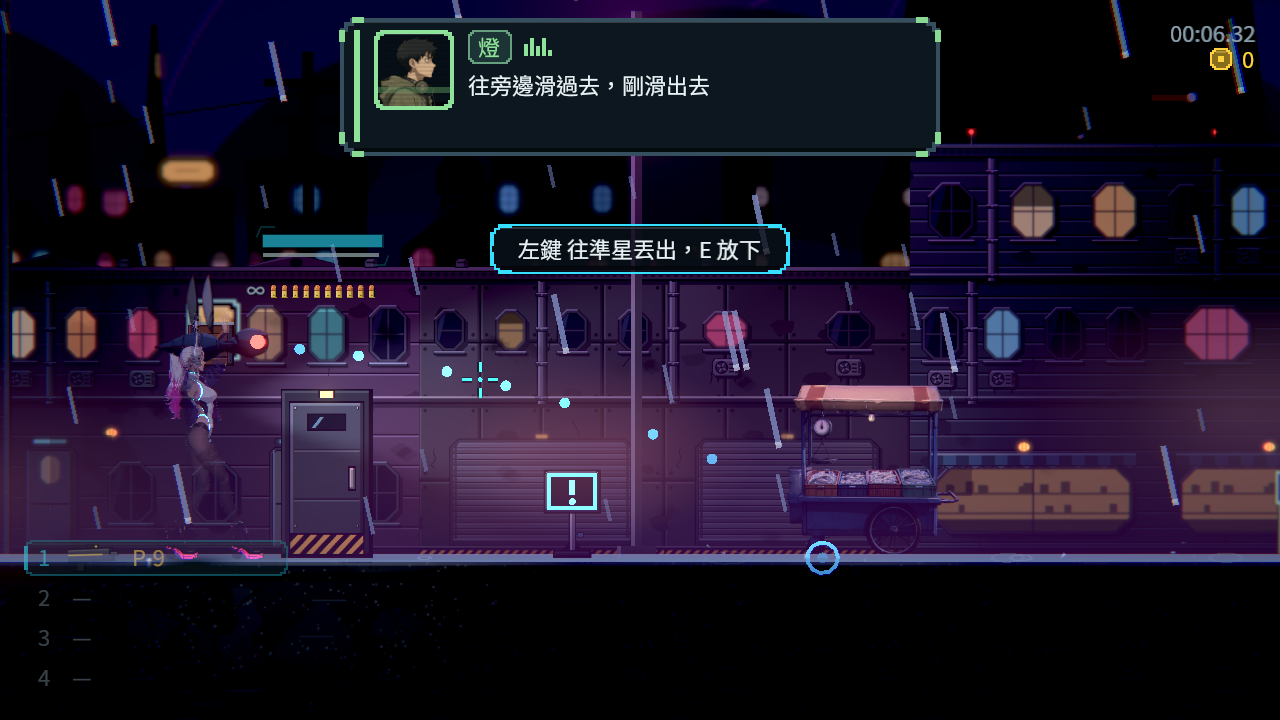 00:06.32
0
燈
往旁邊滑過去，剛滑出去
左鍵 往準星丟出，E 放下
∞
!
1 P-9
2 —
3 —
4 —